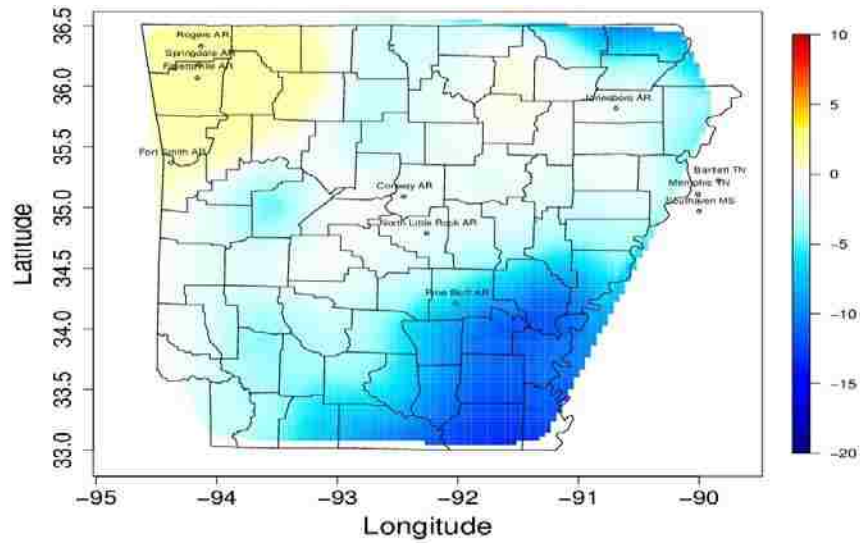 36.5
36.0
35.5
35.0
34.5
34.0
33.5
33.0
Latitude
Rogers AR
Springdale AR
Fayetteville AR
Fort Smith AR
Jonesboro AR
Bartlett TN
Memphis TN
Southaven MS
Conway AR
North Little Rock AR
Pine Bluff AR
10
5
0
−5
−10
−15
−20
−95
−94
−93
−92
−91
−90
Longitude